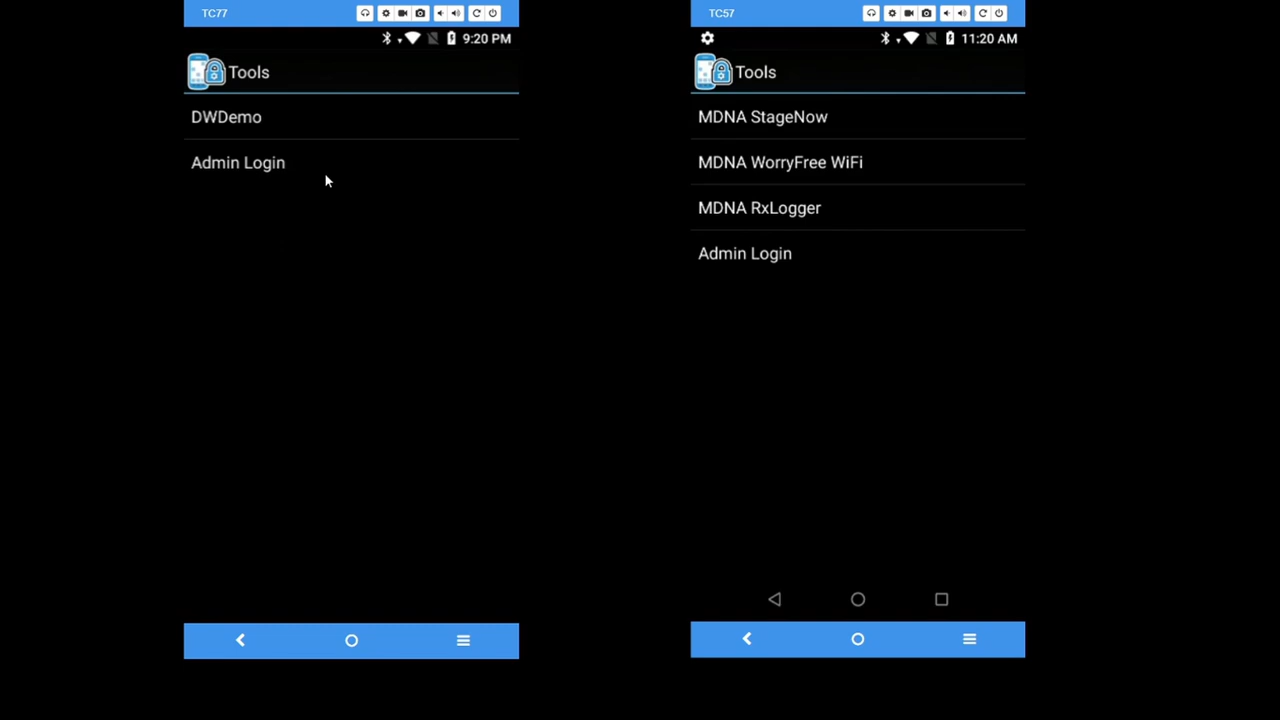 TC77
9:20 PM
Tools
DWDemo
Admin Login
TC57
11:20 AM
Tools
MDNA StageNow
MDNA WorryFree WiFi
MDNA RxLogger
Admin Login